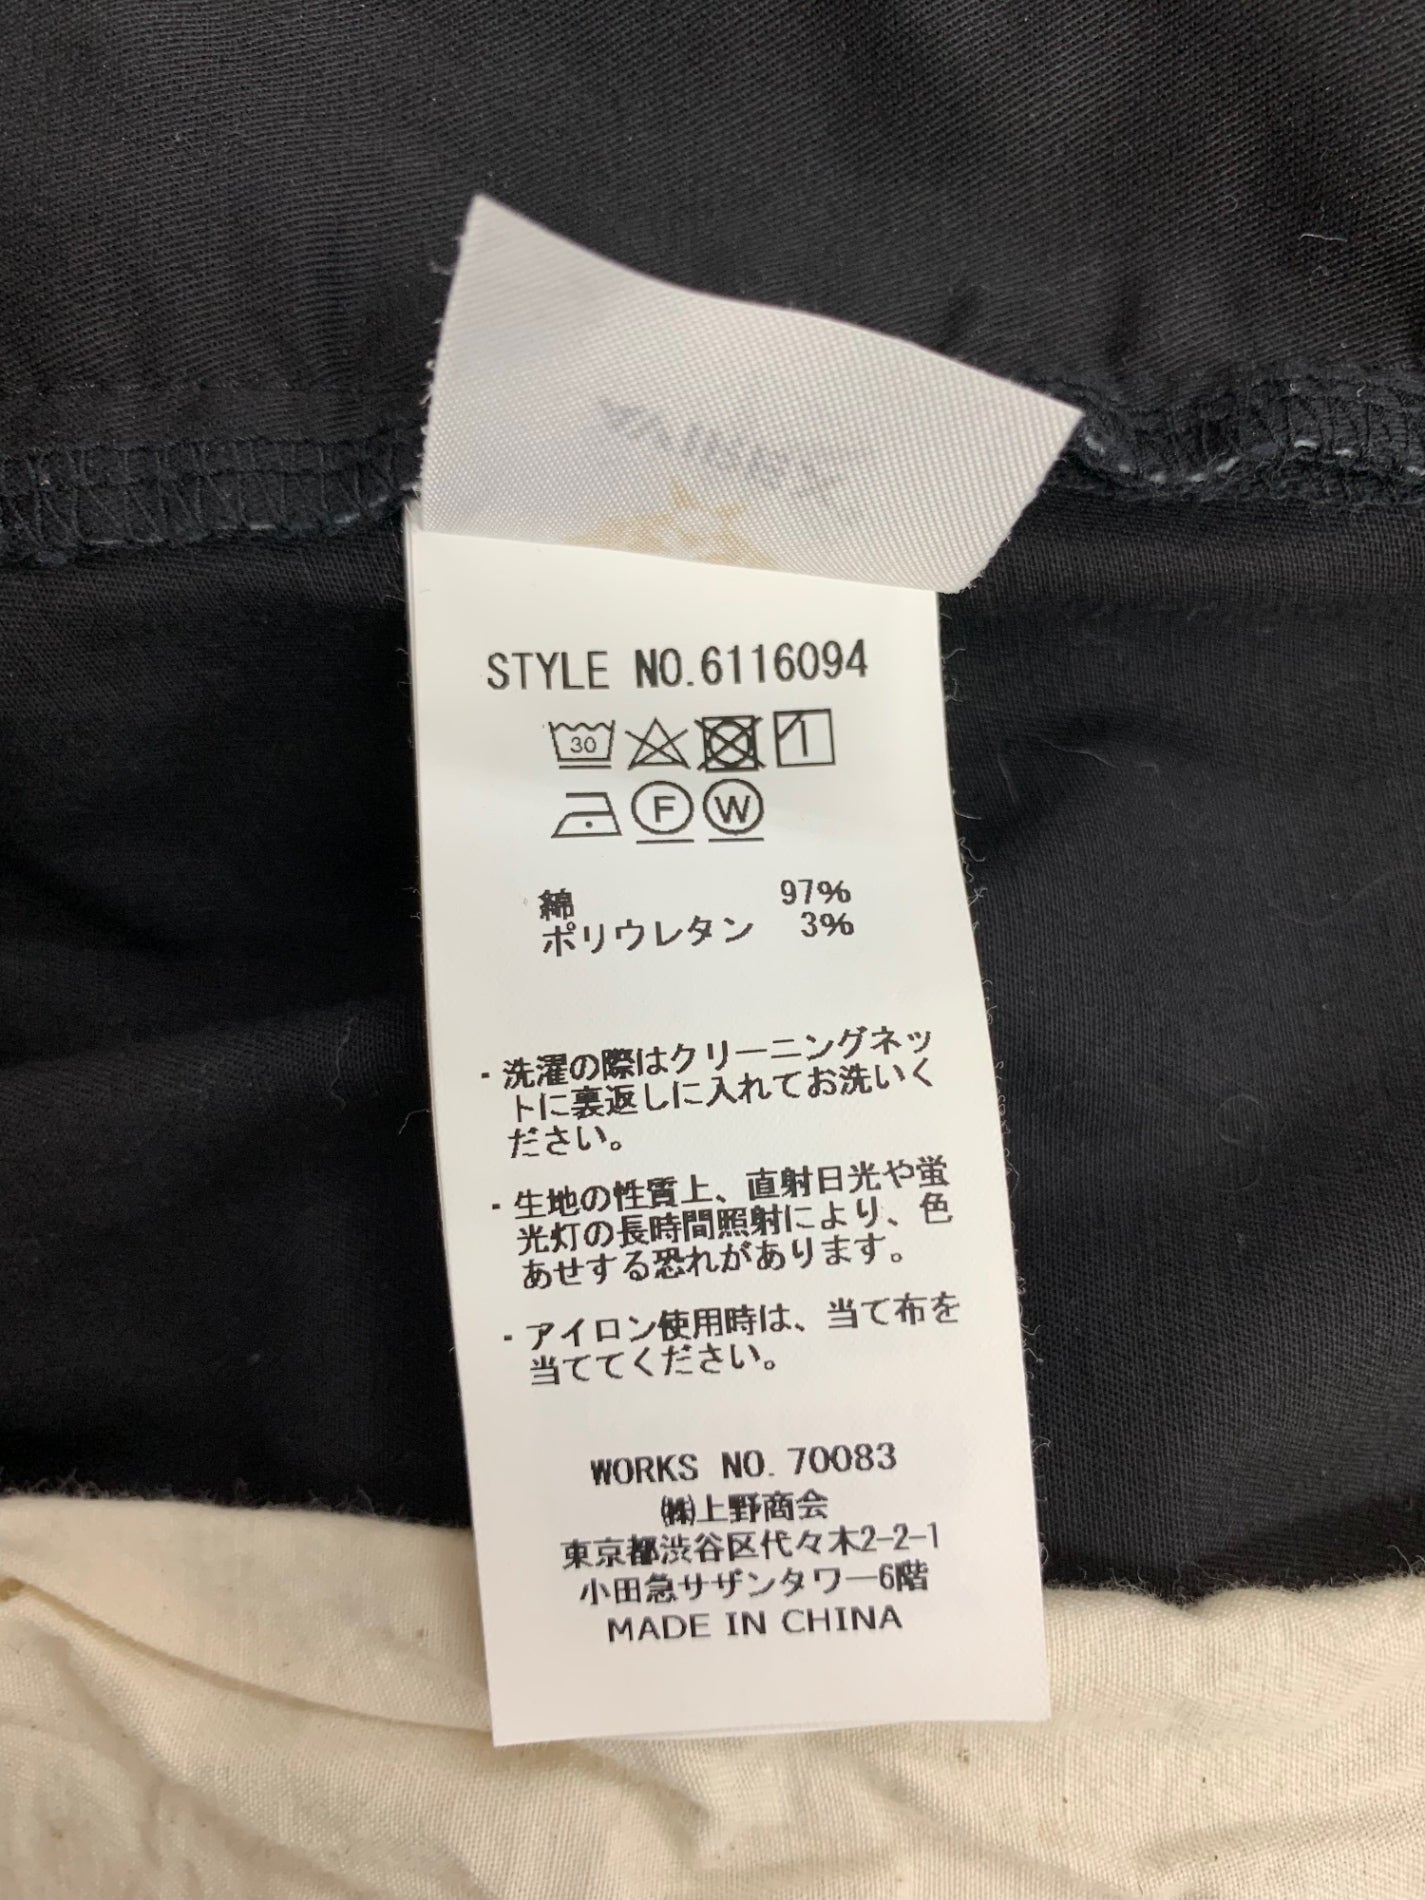 STYLE NO.6116094
30
F W
綿 97%
ポリウレタン 3%
・洗濯の際はクリーニングネッ
トに裏返しに入れてお洗いく
ださい。
・生地の性質上、直射日光や蛍
光灯の長時間照射により、色
あせする恐れがあります。
・アイロン使用時は、当て布を
当ててください。
WORKS NO. 70083
㈱上野商会
東京都渋谷区代々木2-2-1
小田急サザンタワー6階
MADE IN CHINA